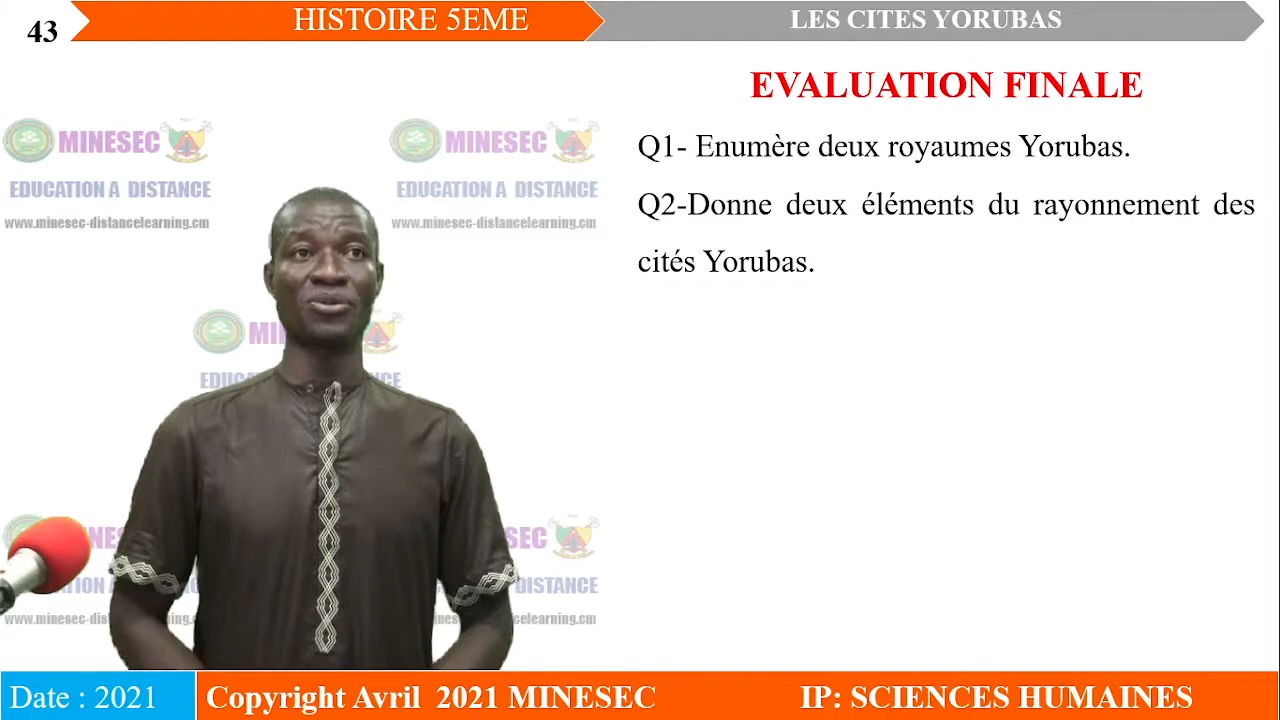 43
HISTOIRE 5EME
LES CITES YORUBAS
EVALUATION FINALE
Q1- Enumère deux royaumes Yorubas.
Q2-Donne deux éléments du rayonnement des
cités Yorubas.
MINESEC
EDUCATION A DISTANCE
www.minesec-distancelearning.cm
MINESEC
EDUCATION A DISTANCE
www.minesec-distancelearning.cm
Date : 2021
Copyright Avril 2021 MINESEC
IP: SCIENCES HUMAINES